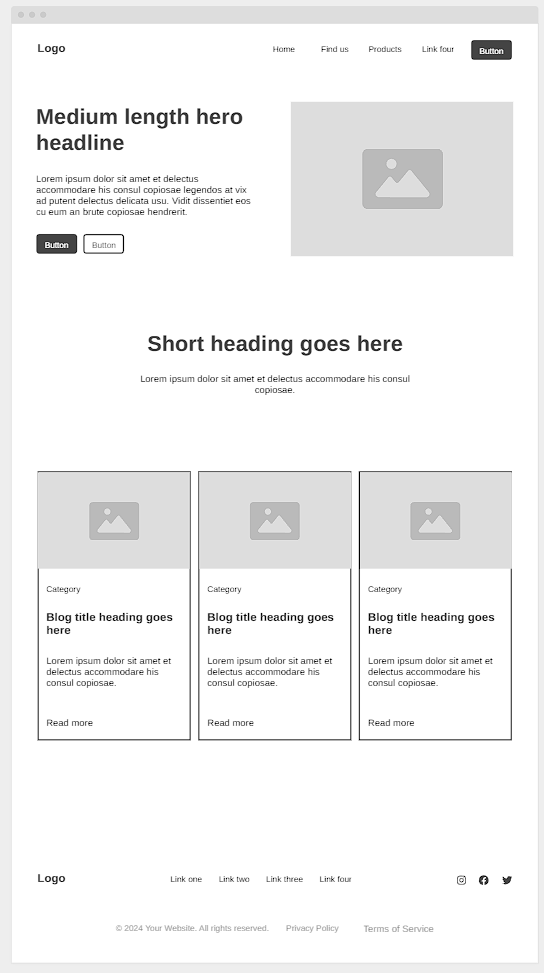 Logo
Home Find us Products Link four Button
Medium length hero
headline
Lorem ipsum dolor sit amet et delectus
accommodare his consul copiosae legendos at vix
ad putent delectus delicata usu. Vidit dissentiet eos
cu eum an brute copiosae hendrerit.
Button Button
Short heading goes here
Lorem ipsum dolor sit amet et delectus accommodare his consul
copiosae.
Category
Blog title heading goes
here
Lorem ipsum dolor sit amet et
delectus accommodare his
consul copiosae.
Read more
Category
Blog title heading goes
here
Lorem ipsum dolor sit amet et
delectus accommodare his
consul copiosae.
Read more
Category
Blog title heading goes
here
Lorem ipsum dolor sit amet et
delectus accommodare his
consul copiosae.
Read more
Logo
Link one Link two Link three Link four
© 2024 Your Website. All rights reserved. Privacy Policy Terms of Service